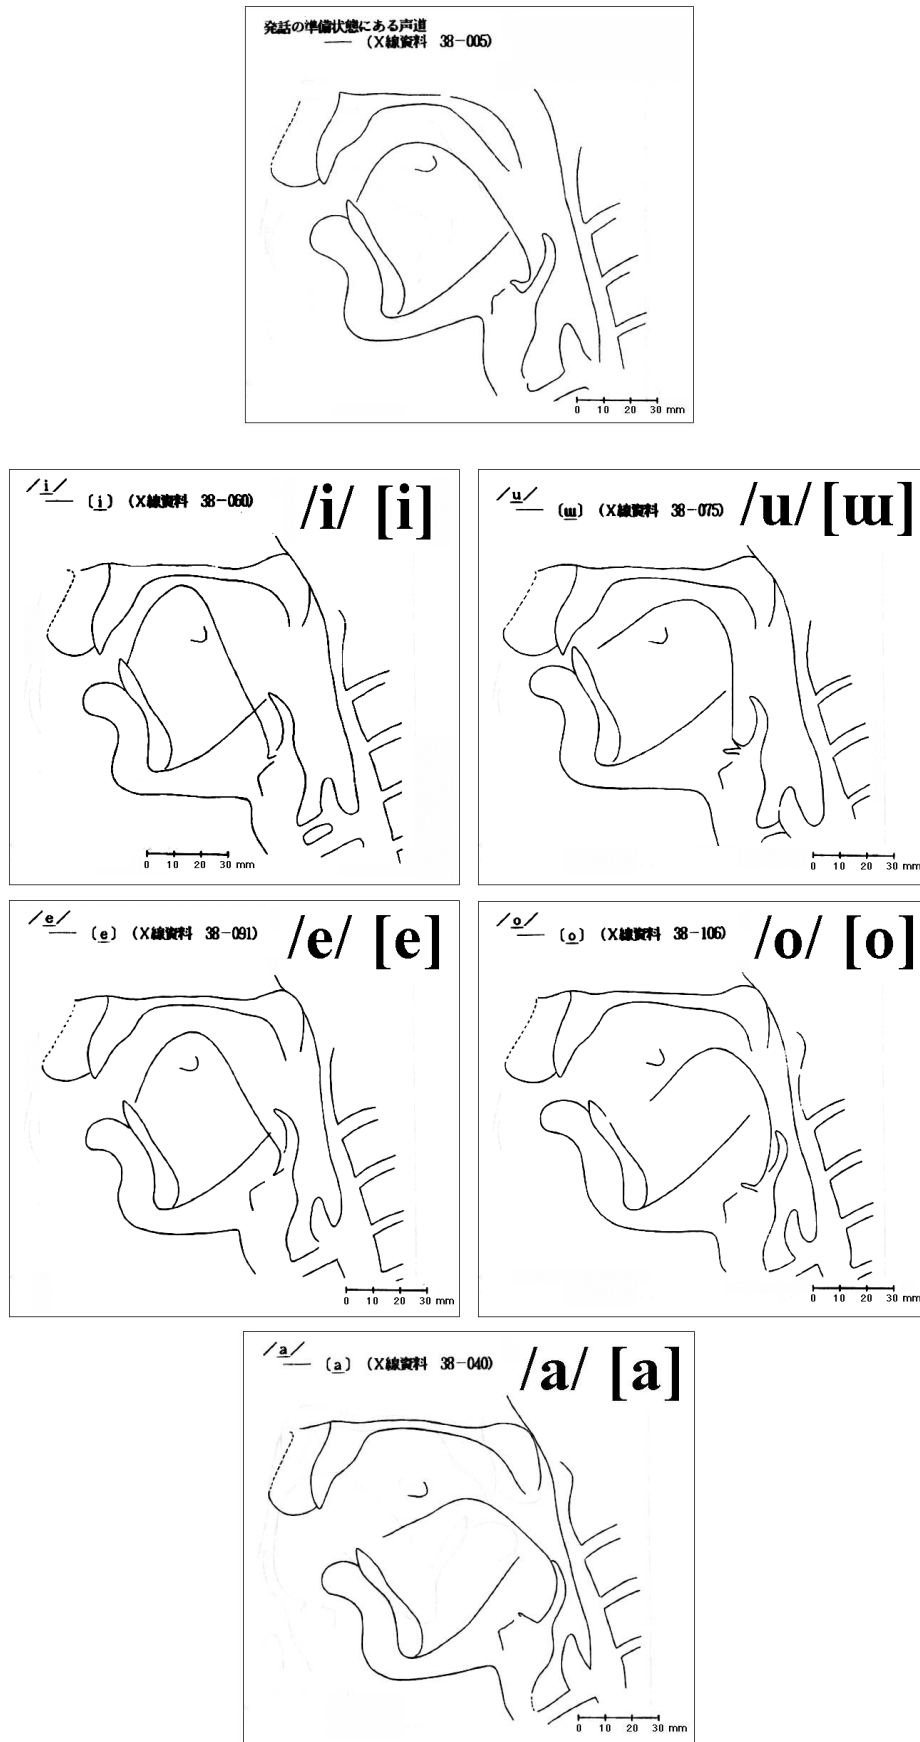 発話の準備状態にある声道
(X線資料 38-005)
0 10 20 30 mm
/i/
[i] (X線資料 38-060)
/i/ [i]
0 10 20 30 mm
/u/
[ɯ] (X線資料 38-075)
/u/ [ɯ]
0 10 20 30 mm
/e/
[e] (X線資料 38-091)
/e/ [e]
0 10 20 30 mm
/o/
[o] (X線資料 38-106)
/o/ [o]
0 10 20 30 mm
/a/
[a] (X線資料 38-040)
/a/ [a]
0 10 20 30 mm